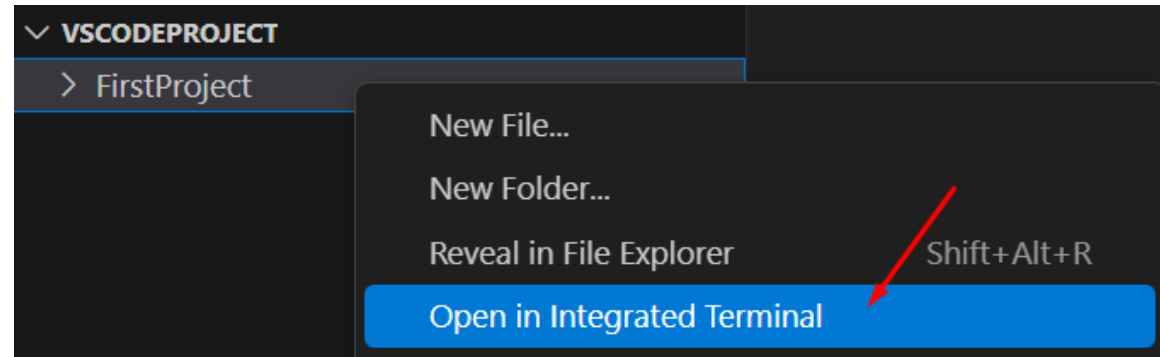 VSCODEPROJECT
FirstProject
New File...
New Folder...
Reveal in File Explorer Shift+Alt+R
Open in Integrated Terminal